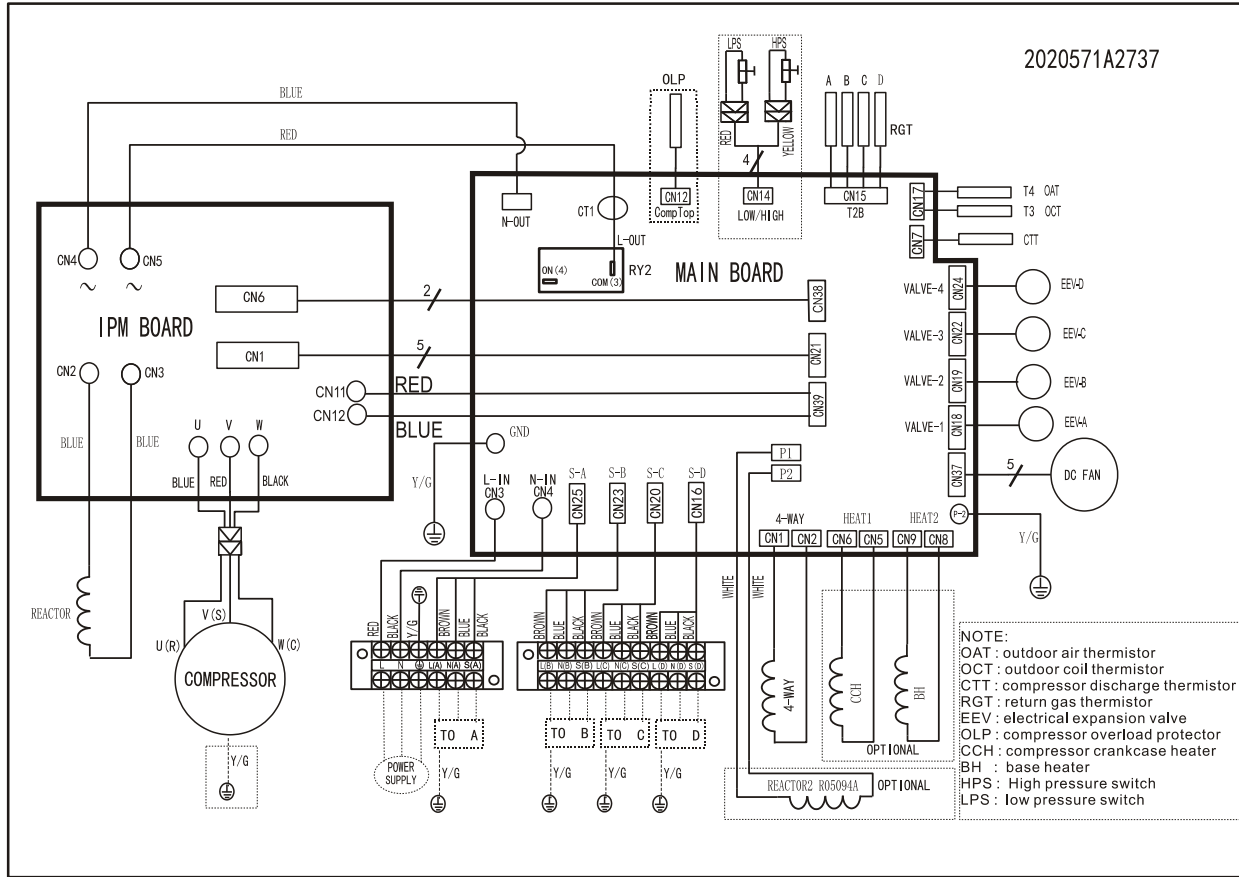 2020571A2737
LPS
HPS
OLP
A B C D
RGT
BLUE
RED
RED
YELLOW
4
CN12
CompTop
CN14
LOW/HIGH
CN15
T2B
CN17
T4 OAT
T3 OCT
CN7
CTT
N-OUT
CT1
L-OUT
ON(4)
COM(3)
RY2
MAIN BOARD
CN4
CN5
~
~
CN6
2
CN38
IPM BOARD
CN1
5
CN21
CN2
CN3
CN11
RED
CN12
BLUE
CN39
VALVE-4
CN24
EEV-D
VALVE-3
CN22
EEV-C
VALVE-2
CN19
EEV-B
VALVE-1
CN18
EEV-A
CN37
5
DC FAN
P-2
Y/G
U V W
BLUE
BLUE
BLUE
RED
BLACK
GND
Y/G
L-IN
CN3
N-IN
CN4
S-A
CN25
S-B
CN23
S-C
CN20
S-D
CN16
P1
P2
4-WAY
CN1 CN2
HEAT1
CN6 CN5
HEAT2
CN9 CN8
WHITE
WHITE
REACTOR
V(S)
U(R)
W(C)
COMPRESSOR
Y/G
RED BLACK Y/G BROWN BLUE BLACK
L N L(A) N(A) S(A)
BROWN BLUE BLACK BROWN BLUE BLACK BROWN BLUE BLACK
L(B) N(B) S(B) L(C) N(C) S(C) L(D) N(D) S(D)
POWER
SUPPLY
TO A
Y/G
TO B
Y/G
TO C
Y/G
TO D
Y/G
4-WAY
CCH
BH
OPTIONAL
REACTOR2 R05094A
OPTIONAL
NOTE:
OAT : outdoor air thermistor
OCT : outdoor coil thermistor
CTT : compressor discharge thermistor
RGT : return gas thermistor
EEV : electrical expansion valve
OLP : compressor overload protector
CCH : compressor crankcase heater
BH : base heater
HPS : High pressure switch
LPS : low pressure switch